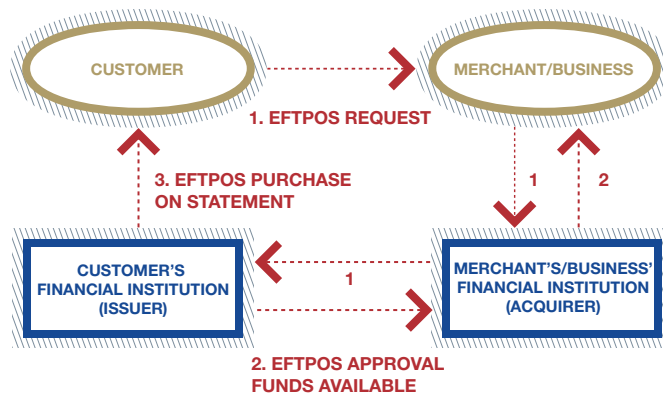 CUSTOMER
MERCHANT/BUSINESS
1. EFTPOS REQUEST
3. EFTPOS PURCHASE
ON STATEMENT
1
2
CUSTOMER'S
FINANCIAL INSTITUTION
(ISSUER)
1
MERCHANT'S/BUSINESS'
FINANCIAL INSTITUTION
(ACQUIRER)
2. EFTPOS APPROVAL
FUNDS AVAILABLE